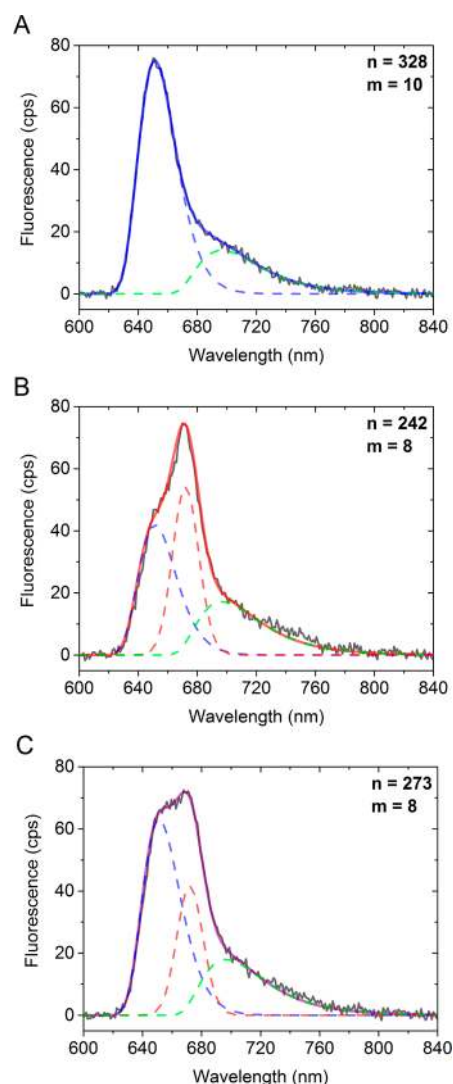 A
n = 328
m = 10
80
60
40
20
0
Fluorescence (cps)
600 640 680 720 760 800 840
Wavelength (nm)
B
n = 242
m = 8
80
60
40
20
0
Fluorescence (cps)
600 640 680 720 760 800 840
Wavelength (nm)
C
n = 273
m = 8
80
60
40
20
0
Fluorescence (cps)
600 640 680 720 760 800 840
Wavelength (nm)